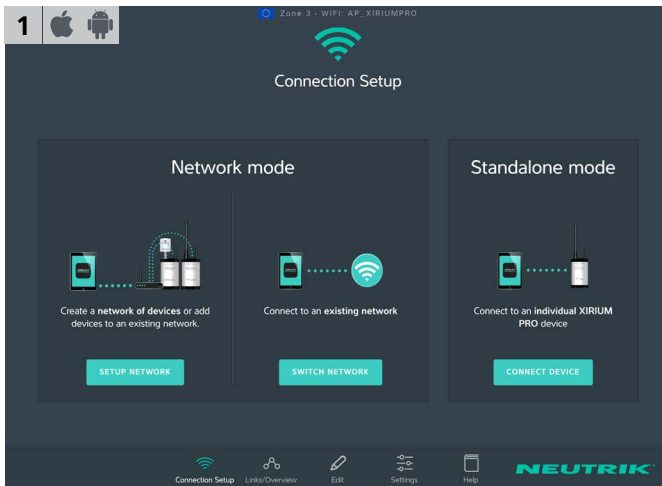 1
Zone 3 - WIFI: AP_XIRIUMPRO
Connection Setup
Network mode
Create a network of devices or add
devices to an existing network.
SETUP NETWORK
Connect to an existing network
SWITCH NETWORK
Standalone mode
Connect to an individual XIRIUM
PRO device
CONNECT DEVICE
Connection Setup
Links/Overview
Edit
Settings
Help
NEUTRIK